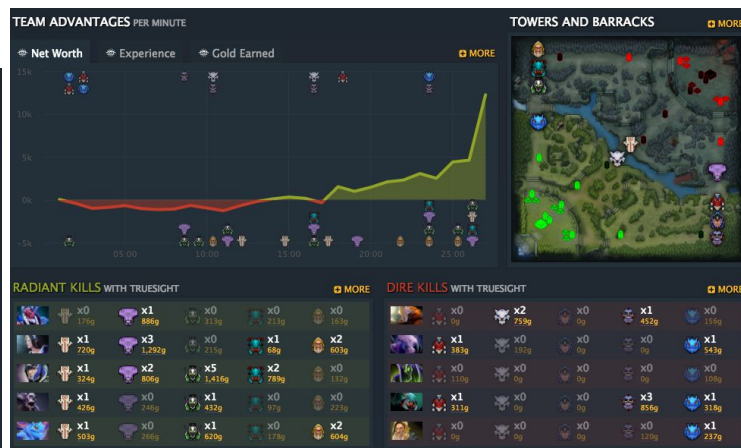 TEAM ADVANTAGES PER MINUTE
Net Worth
Experience
Gold Earned
MORE
15k
10k
5k
0k
-5k
05:00
10:00
15:00
20:00
25:00
TOWERS AND BARRACKS
MORE
RADIANT KILLS WITH TRUESIGHT
MORE
x0 x1 x0 x0 x0
176g 886g 313g 213g 163g
x1 x3 x0 x1 x2
720g 1,292g 215g 68g 603g
x1 x2 x5 x2 x0
324g 806g 1,416g 789g 132g
x1 x0 x1 x0 x0
426g 246g 432g 97g 223g
x1 x0 x1 x0 x2
503g 266g 620g 178g 604g
DIRE KILLS WITH TRUESIGHT
MORE
x0 x2 x0 x1 x0
0g 759g 0g 452g 156g
x1 x0 x0 x0 x1
383g 192g 0g 0g 543g
x0 x0 x0 x0 x0
110g 0g 0g 0g 108g
x1 x0 x0 x3 x1
311g 0g 0g 856g 318g
x0 x0 x0 x0 x1
0g 0g 0g 120g 237g